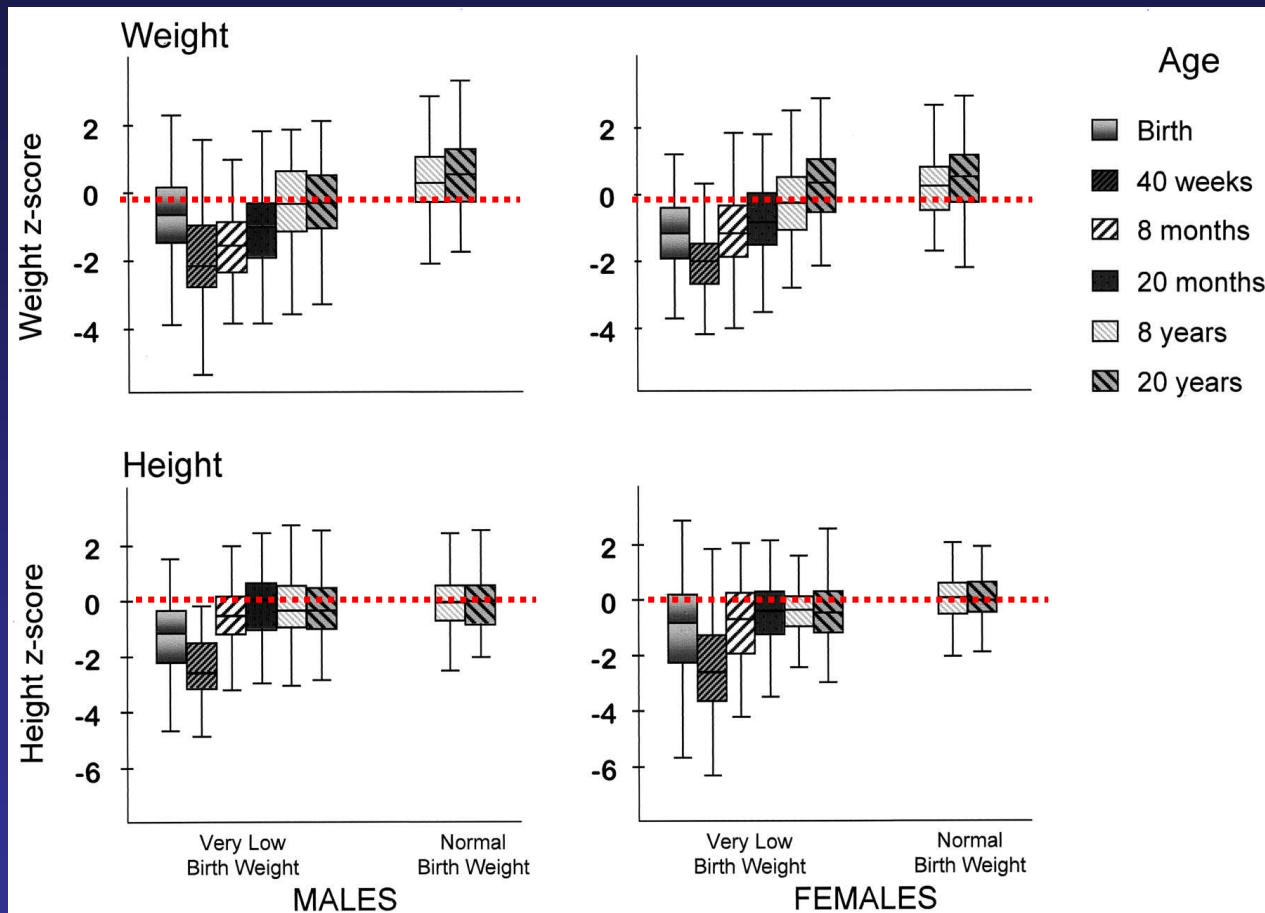 Weight
Weight z-score
2
0
-2
-4
2
0
-2
-4
Age
Birth
40 weeks
8 months
20 months
8 years
20 years
Height
Height z-score
2
0
-2
-4
-6
2
0
-2
-4
-6
Very Low
Birth Weight
Normal
Birth Weight
MALES
Very Low
Birth Weight
Normal
Birth Weight
FEMALES